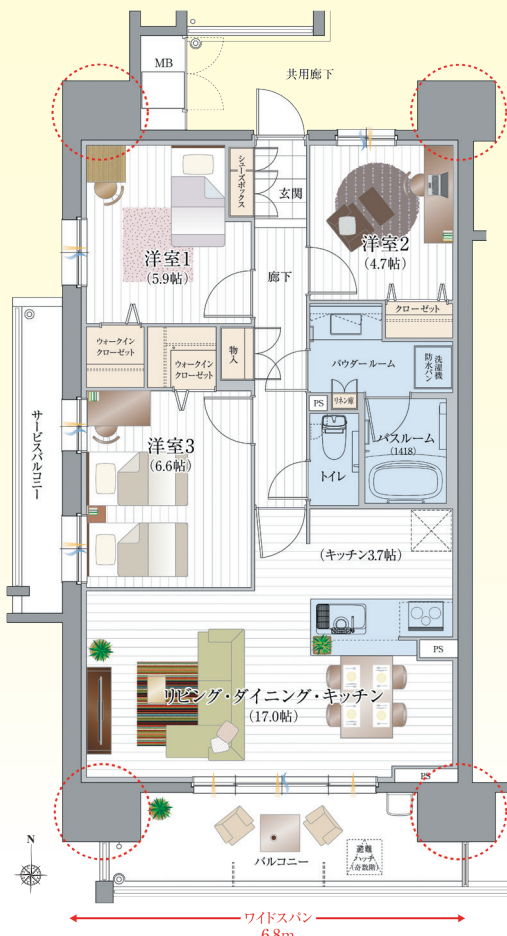 MB
共用廊下
シューズボックス
玄関
洋室1
(5.9帖)
洋室2
(4.7帖)
廊下
クローゼット
ウォークイン
クローゼット
ウォークイン
クローゼット
物入
パウダールーム
洗濯機
防水パン
PS
リネン庫
サービスバルコニー
洋室3
(6.6帖)
トイレ
バスルーム
(1418)
(キッチン3.7帖)
PS
リビング・ダイニング・キッチン
(17.0帖)
PS
バルコニー
避難
ハッチ
(奇数階)
N
ワイドスパン
6.8m